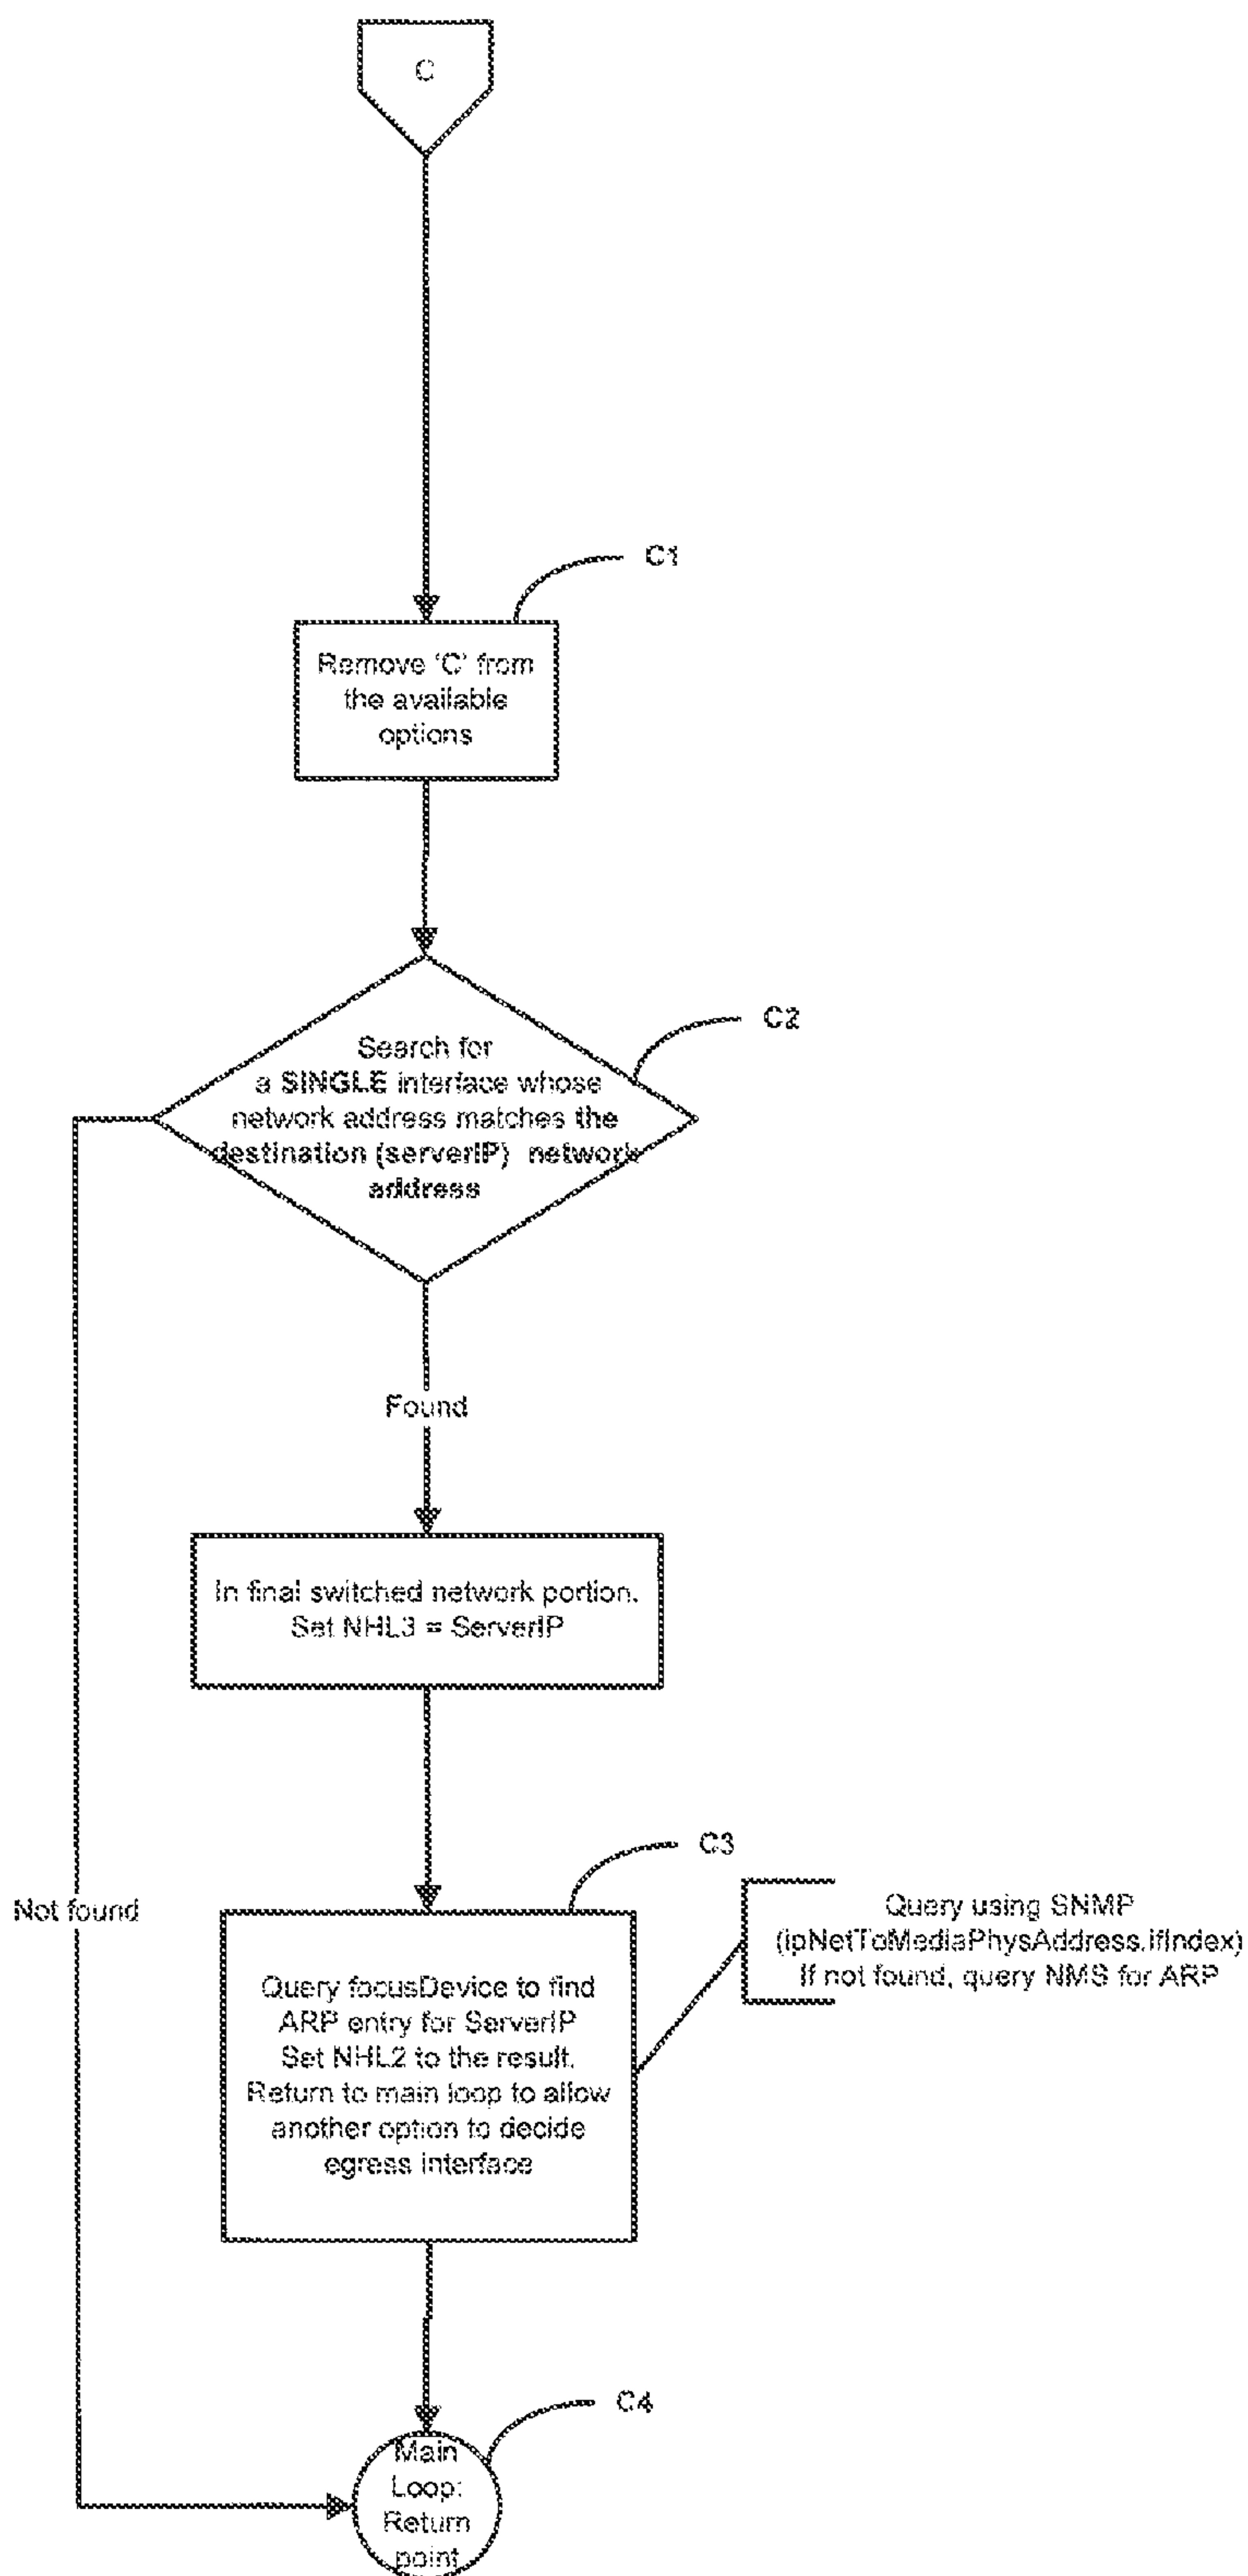 C
C1
Remove 'C' from
the available
options
C2
Search for
a SINGLE interface whose
network address matches the
destination (serverIP) network
address
Found
In final switched network portion.
Set NHL3 = ServerIP
C3
Not found
Query using SNMP
(ipNetToMediaPhysAddress.ifIndex)
If not found, query NMS for ARP
Query focusDevice to find
ARP entry for ServerIP
Set NHL2 to the result.
Return to main loop to allow
another option to decide
egress interface
C4
Main
Loop:
Return
point